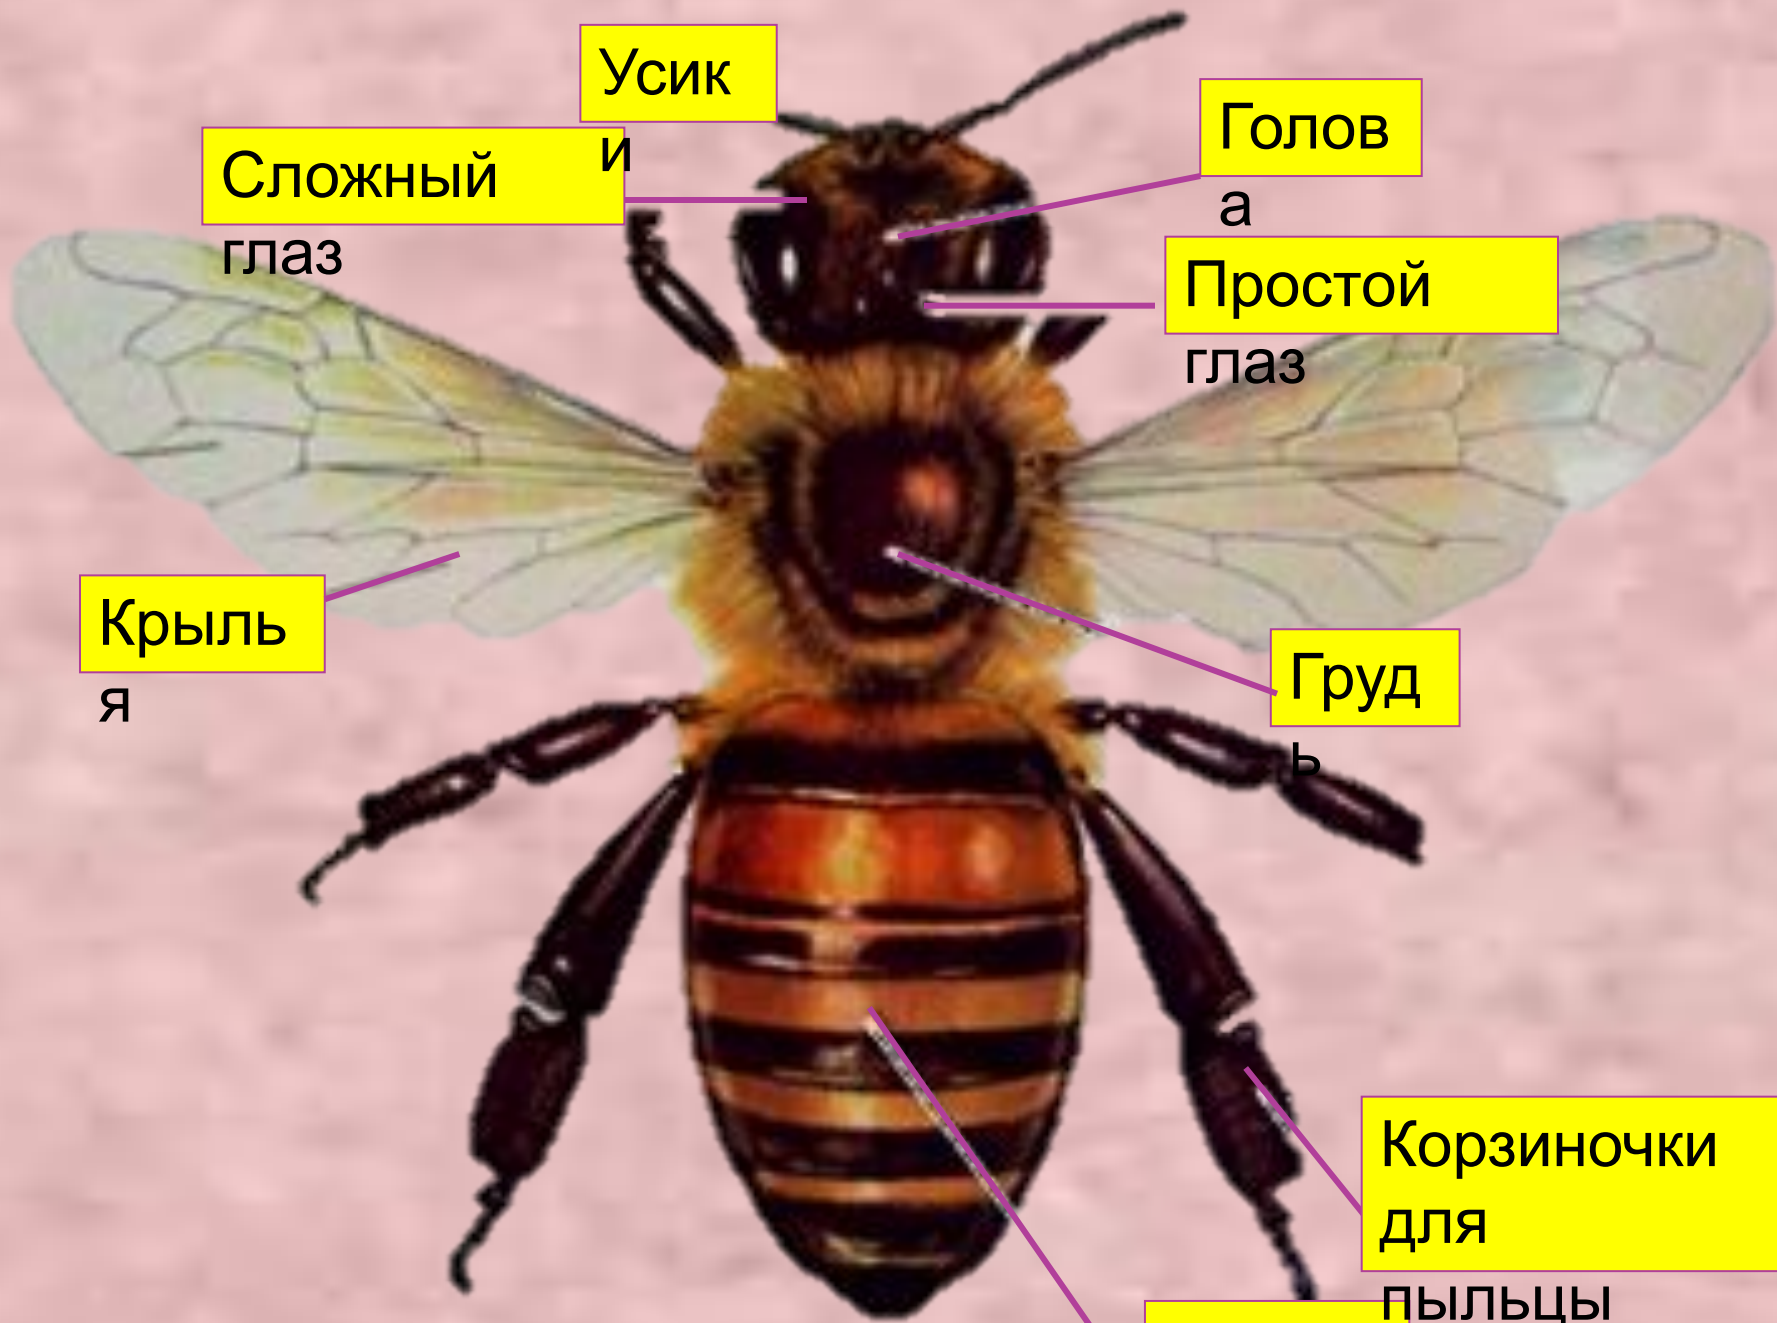 Усик
и
Голов
а
Сложный
глаз
Простой
глаз
Крыль
я
Груд
ь
Корзиночки
для
пыльцы